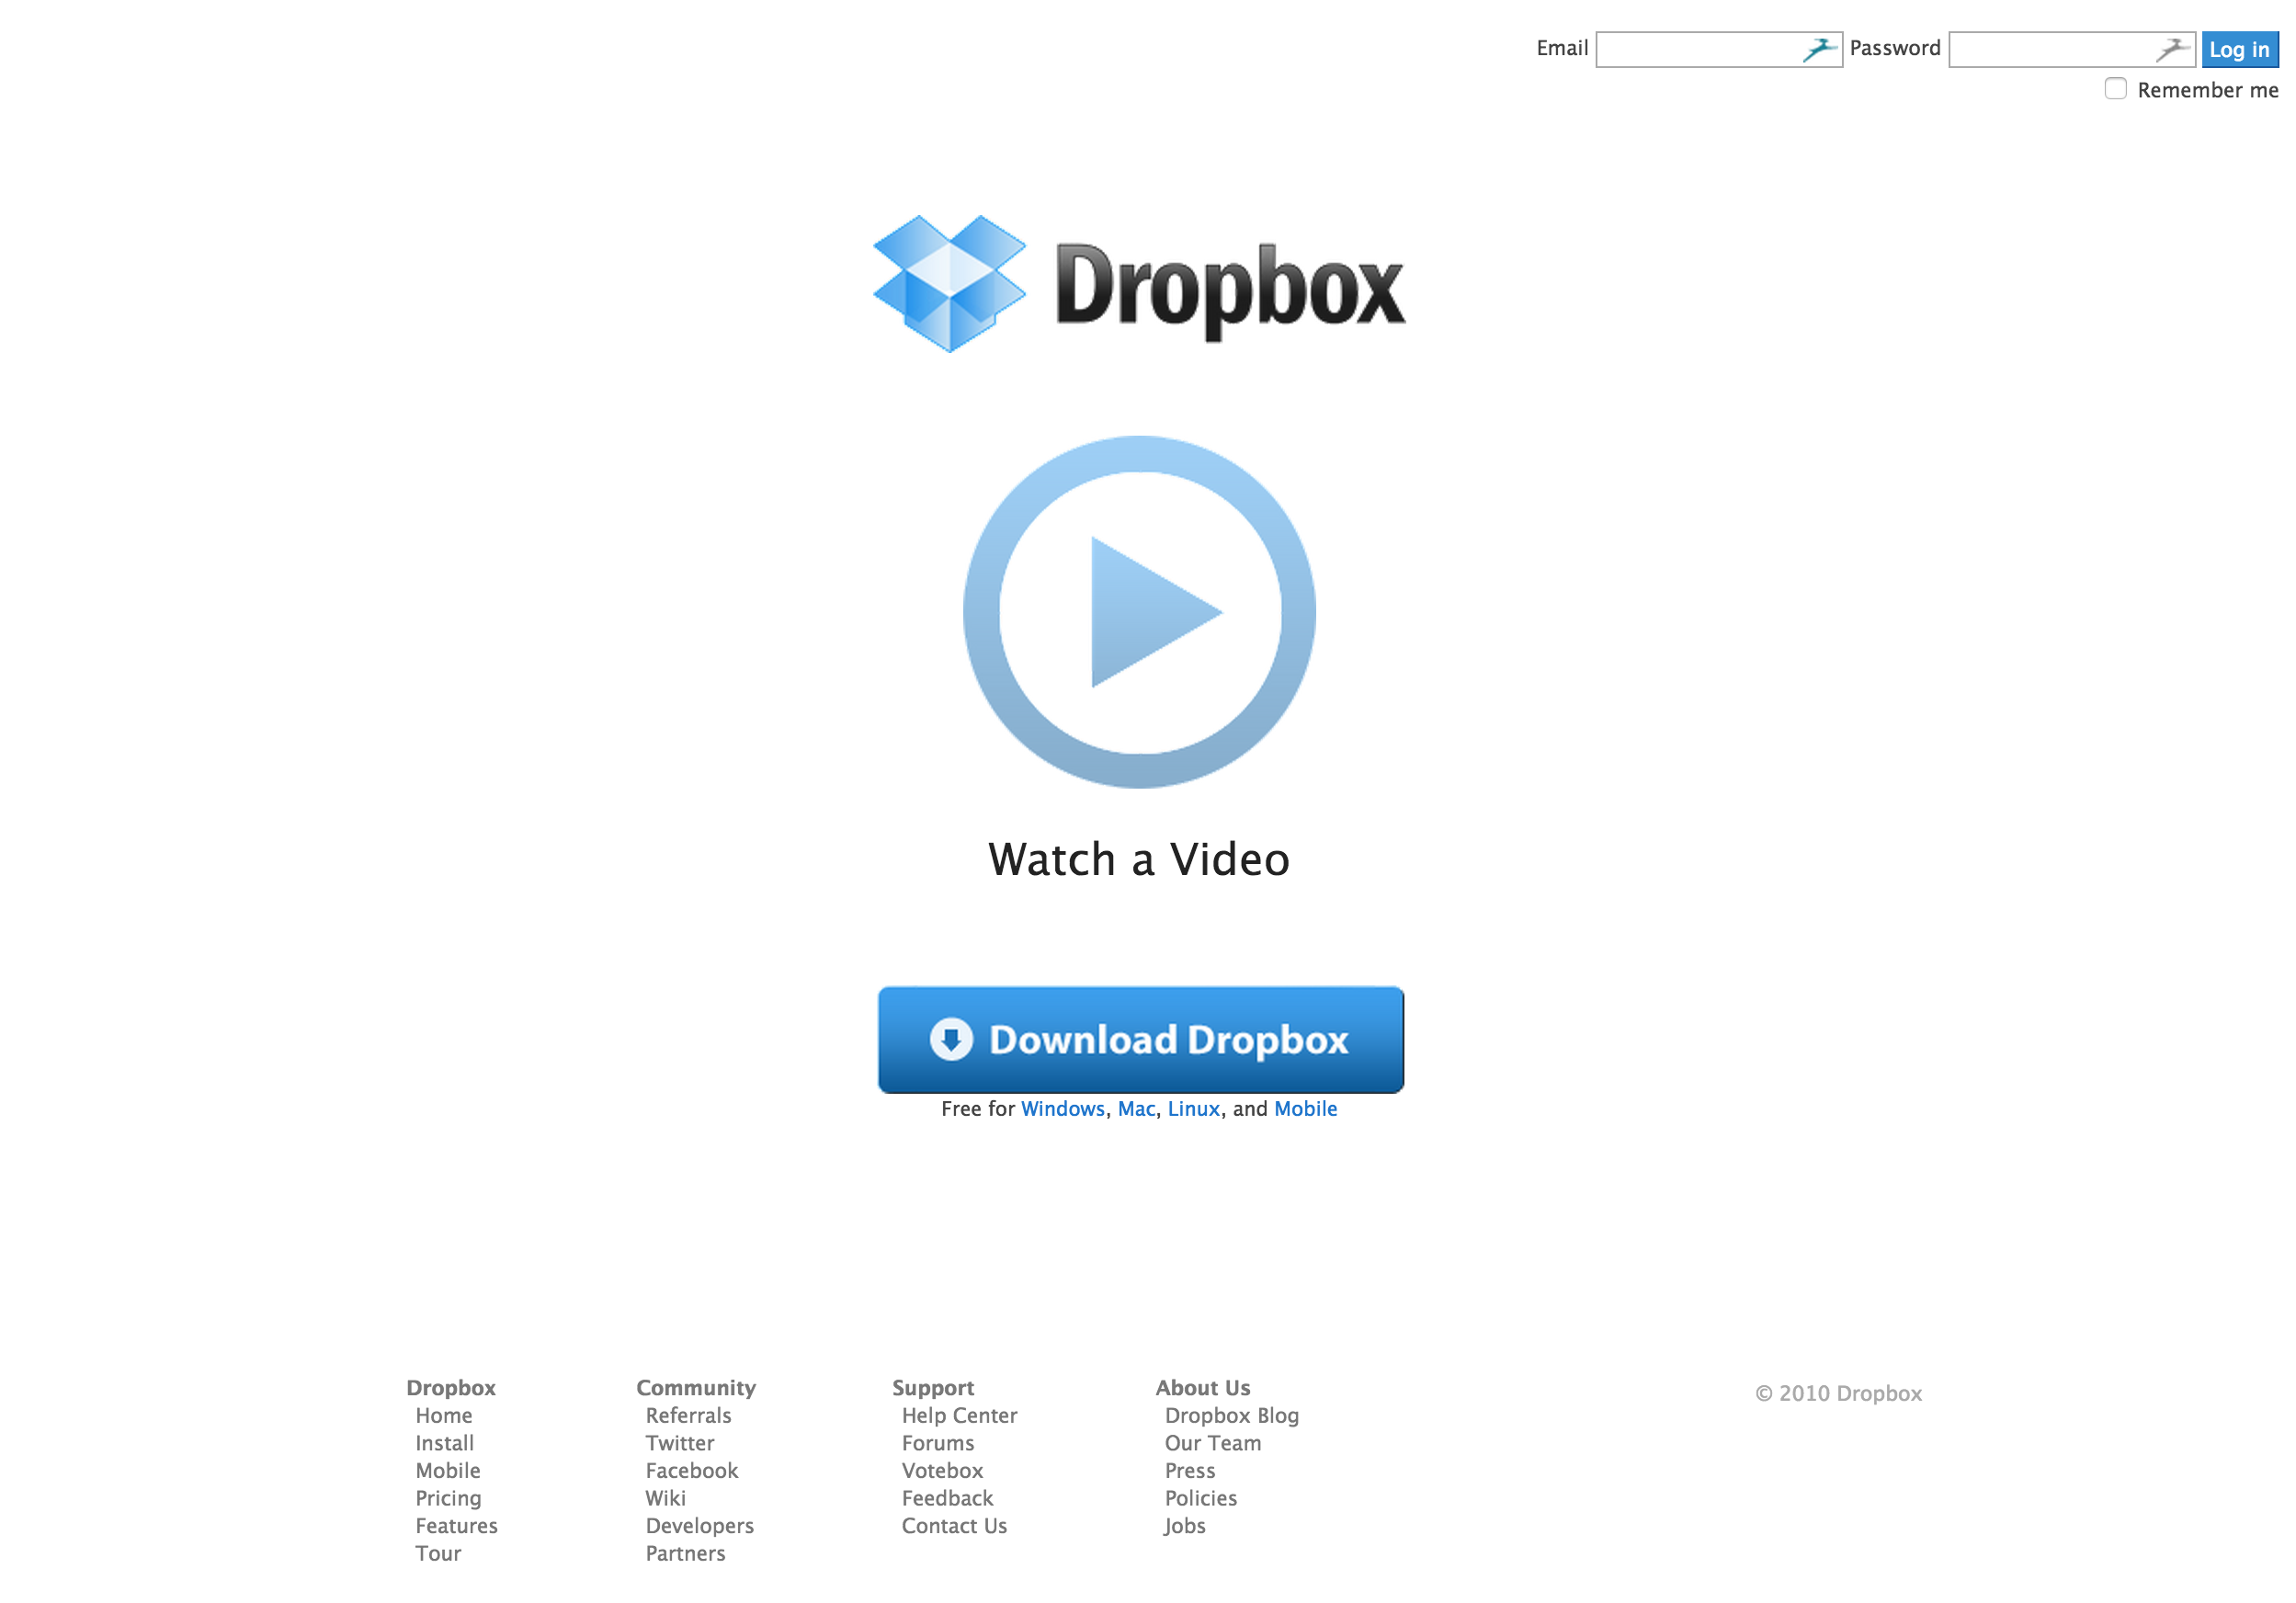 Email Password Log in
Remember me
Dropbox
Watch a Video
Download Dropbox
Free for Windows, Mac, Linux, and Mobile
Dropbox
Home
Install
Mobile
Pricing
Features
Tour
Community
Referrals
Twitter
Facebook
Wiki
Developers
Partners
Support
Help Center
Forums
Votebox
Feedback
Contact Us
About Us
Dropbox Blog
Our Team
Press
Policies
Jobs
© 2010 Dropbox